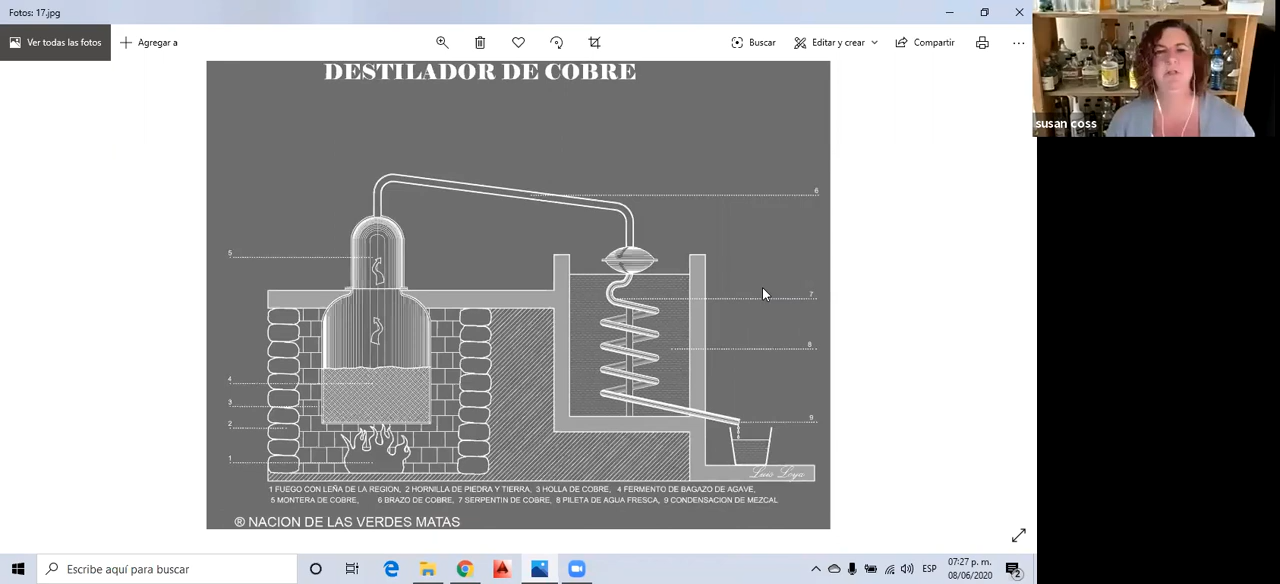 Fotos: 17.jpg
Ver todas las fotos
Agregar a
Buscar
Editar y crear
Compartir
susan coss
DESTILADOR DE COBRE
6
5
7
8
4
3
9
2
1
Luis Loya
1 FUEGO CON LEÑA DE LA REGION, 2 HORNILLA DE PIEDRA Y TIERRA, 3 HOLLA DE COBRE, 4 FERMENTO DE BAGAZO DE AGAVE,
5 MONTERA DE COBRE, 6 BRAZO DE COBRE, 7 SERPENTIN DE COBRE, 8 PILETA DE AGUA FRESCA, 9 CONDENSACION DE MEZCAL
® NACION DE LAS VERDES MATAS
Escribe aquí para buscar
ESP
07:27 p. m.
08/06/2020
2